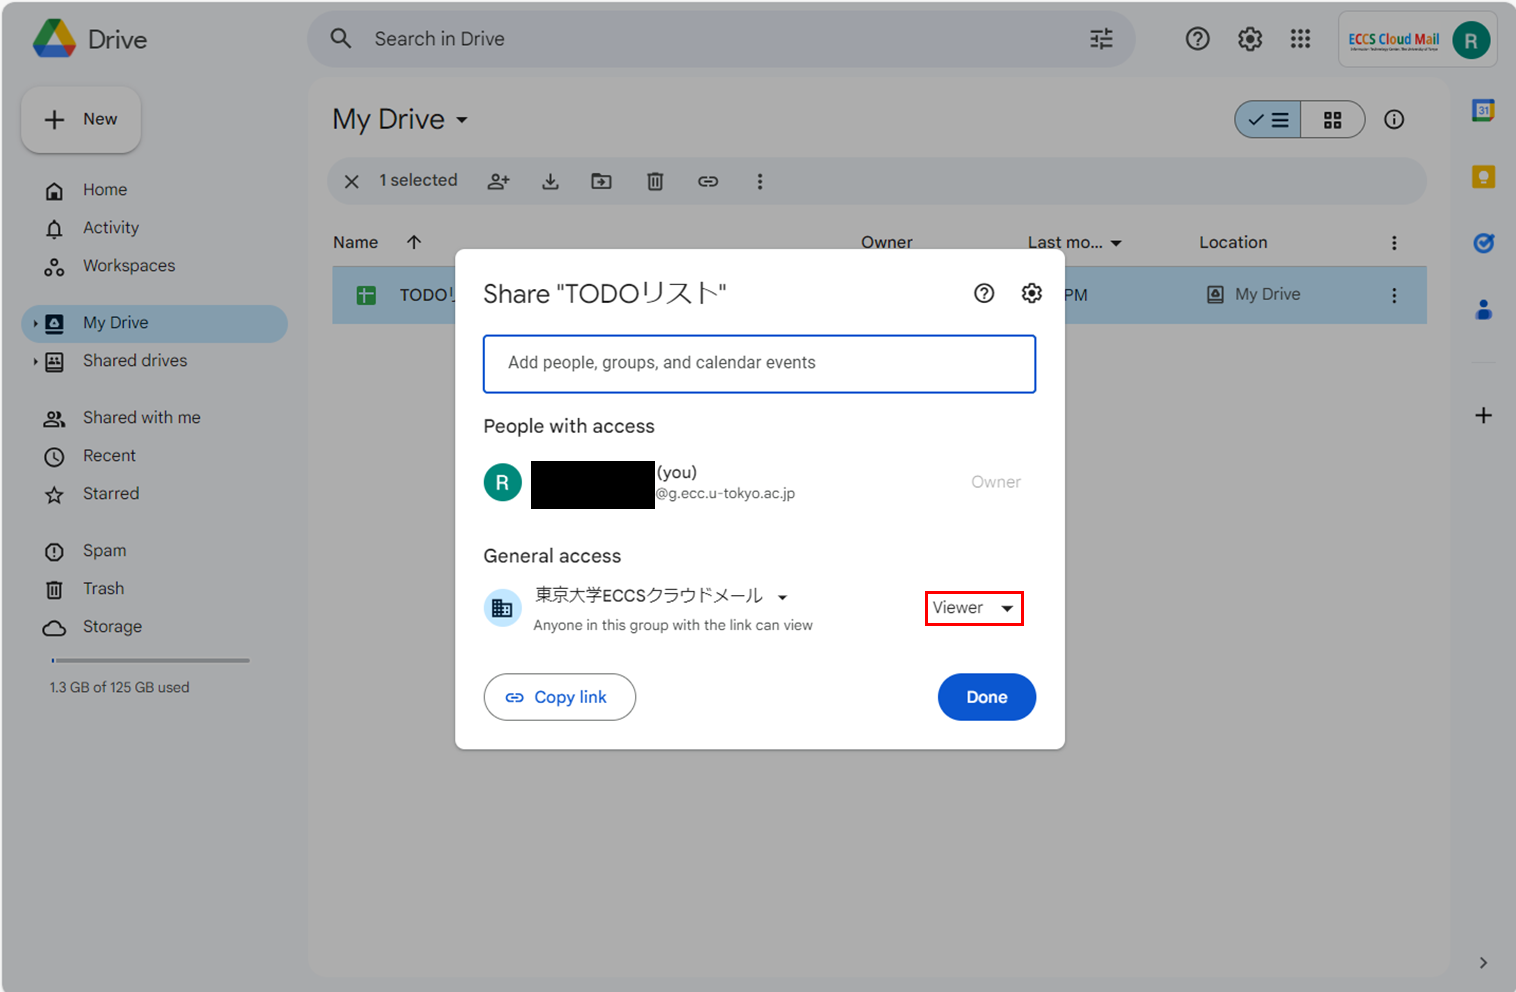 Drive
Search in Drive
ECCS Cloud Mail
R
New
My Drive
31
1 selected
Home
Activity
Workspaces
My Drive
Shared drives
Shared with me
Recent
Starred
Spam
Trash
Storage
1.3 GB of 125 GB used
Name
Owner
Last mo...
Location
TODOリ
PM
My Drive
Share "TODOリスト"
Add people, groups, and calendar events
People with access
R
(you)
@g.ecc.u-tokyo.ac.jp
Owner
General access
東京大学ECCSクラウドメール
Viewer
Anyone in this group with the link can view
Copy link
Done